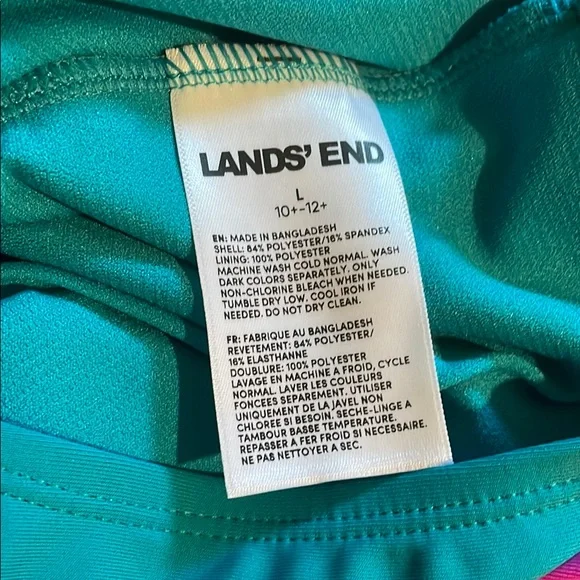 LANDS' END
L
10+-12+
EN: MADE IN BANGLADESH
SHELL: 84% POLYESTER/16% SPANDEX
LINING: 100% POLYESTER
MACHINE WASH COLD NORMAL. WASH
DARK COLORS SEPARATELY. ONLY
NON-CHLORINE BLEACH WHEN NEEDED.
TUMBLE DRY LOW. COOL IRON IF
NEEDED. DO NOT DRY CLEAN.
FR: FABRIQUE AU BANGLADESH
REVETEMENT: 84% POLYESTER/
16% ELASTHANNE
DOUBLURE: 100% POLYESTER
LAVAGE EN MACHINE A FROID, CYCLE
NORMAL. LAVER LES COULEURS
FONCEES SEPAREMENT. UTILISER
UNIQUEMENT DE LA JAVEL NON
CHLOREE SI BESOIN. SECHE-LINGE A
TAMBOUR BASSE TEMPERATURE.
REPASSER A FER FROID SI NECESSAIRE.
NE PAS NETTOYER A SEC.